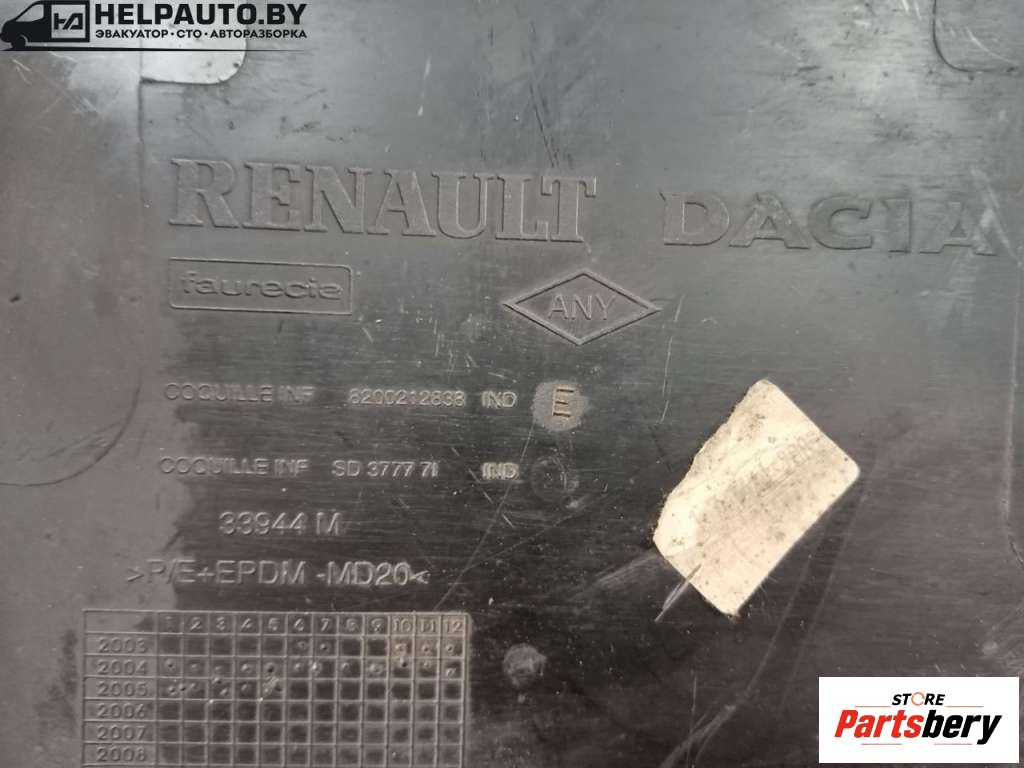 HELPAUTO.BY
ЭВАКУАТОР • СТО • АВТОРАЗБОРКА
RENAULT DACIA
faurecia
ANY
COQUILLE INF 8200212838 IND E
COQUILLE INF SD 3777 71 IND
33944 M
>P/E+EPDM-MD20<
1 2 3 4 5 6 7 8 9 10 11 12
2003
2004
2005
2006
2007
2008
STORE
Partsbery